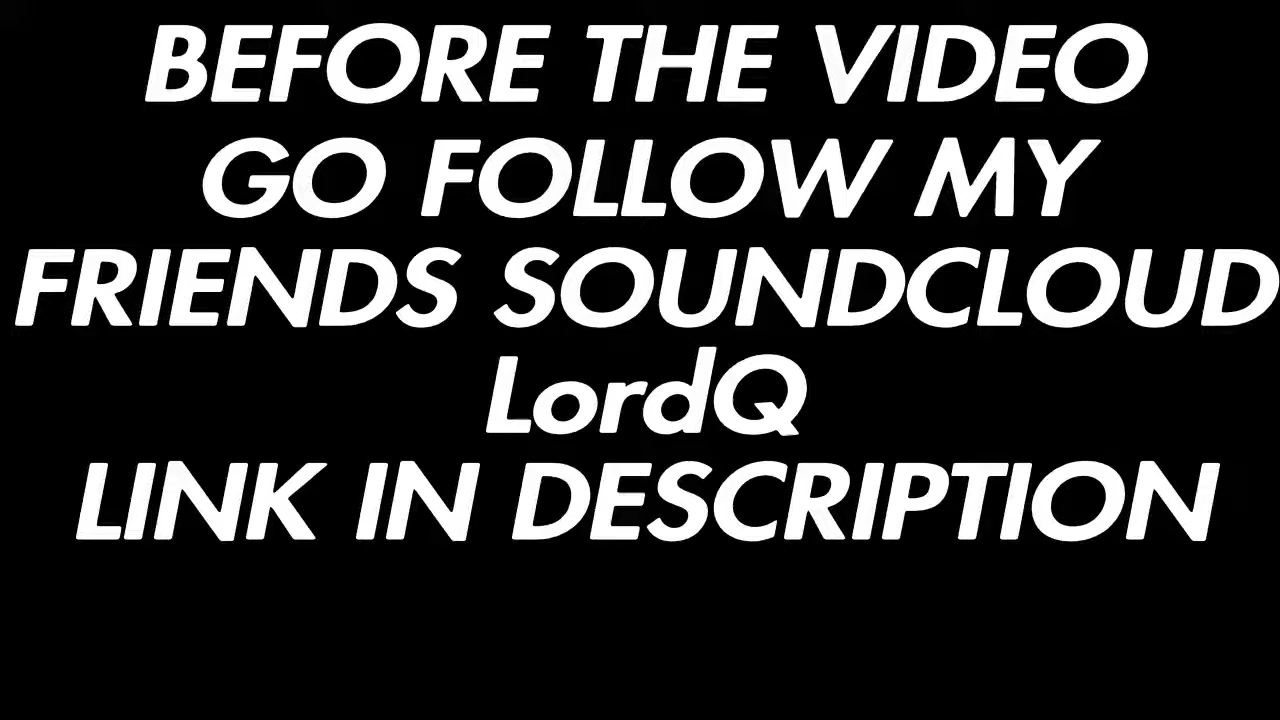 BEFORE THE VIDEO
GO FOLLOW MY
FRIENDS SOUNDCLOUD
LordQ
LINK IN DESCRIPTION